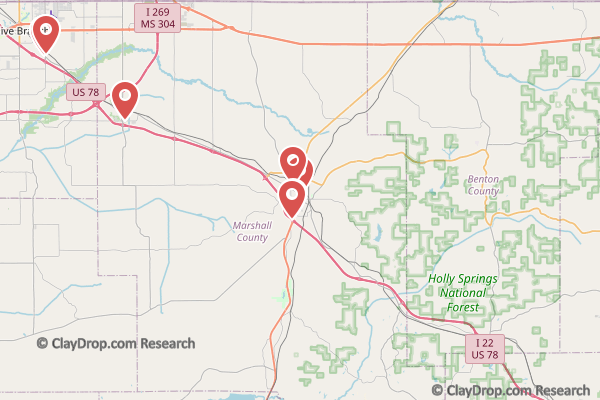 I 269
MS 304
ive Bra
US 78
Benton
County
Marshall
County
Holly Springs
National
Forest
I 22
US 78
© ClayDrop.com Research
© ClayDrop.com Research